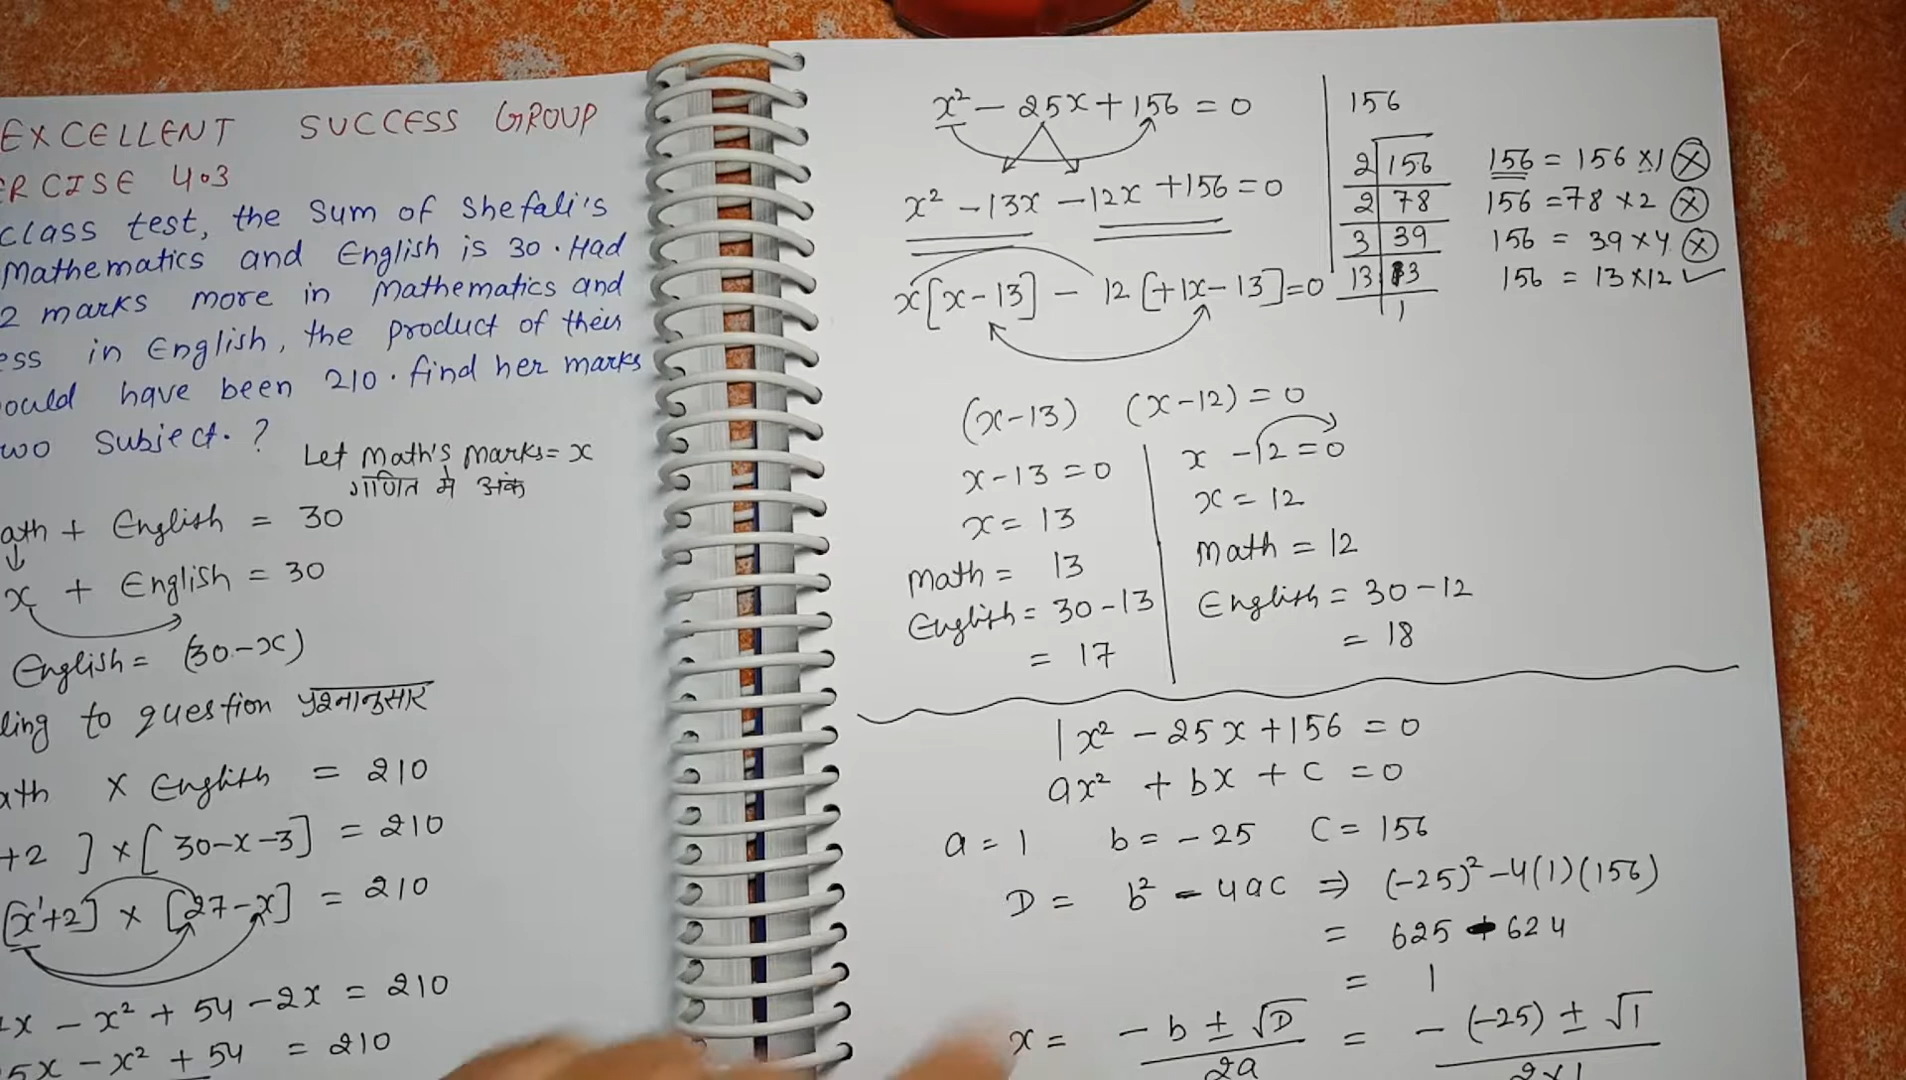 EXCELLENT SUCCESS GROUP
ERCISE 4.3
class test, the sum of Shefali's
Mathematics and English is 30. Had
2 marks more in Mathematics and
ess in English, the product of their
ould have been 210. find her marks
wo subject. ?
Let Math's marks = x
गणित में अंक
ath + English = 30
x + English = 30
English = (30-x)
ding to question प्रश्नानुसार
ath × English = 210
+2 ] × [ 30-x-3] = 210
[x+2] × [27-x] = 210
x - x² + 54 - 2x = 210
5x - x² + 54 = 210
x² - 25x + 156 = 0
x² - 13x - 12x + 156 = 0
x[x-13] - 12[+1x-13] = 0
(x-13) (x-12) = 0
x-13 = 0
x = 13
Math = 13
English = 30-13
= 17
x - 12 = 0
x = 12
Math = 12
English = 30-12
= 18
156
2 156
2 78
3 39
13 13
1
156 = 156 × 1 ×
156 = 78 × 2 ×
156 = 39 × 4 ×
156 = 13 × 12 ✓
1x² - 25x + 156 = 0
ax² + bx + c = 0
a = 1 b = -25 C = 156
D = b² - 4ac ⇒ (-25)² - 4(1)(156)
= 625 - 624
= 1
x = -b ± √D / 2a = -(-25) ± √1 / 2×1